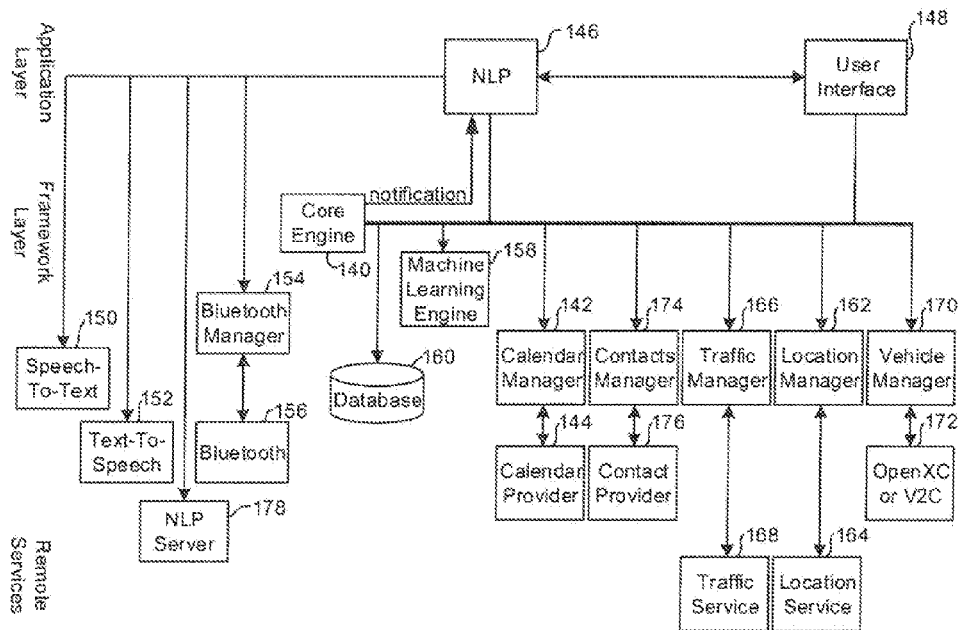 Application
Layer
Framework
Layer
Remote
Services
NLP
146
User
Interface
148
notification
Core
Engine
140
Machine
Learning
Engine
158
154
Bluetooth
Manager
142
174
166
162
170
150
Speech-
To-Text
160
Database
Calendar
Manager
Contacts
Manager
Traffic
Manager
Location
Manager
Vehicle
Manager
152
Text-To-
Speech
156
Bluetooth
144
176
172
Calendar
Provider
Contact
Provider
OpenXC
or V2C
NLP
Server
178
168
164
Traffic
Service
Location
Service